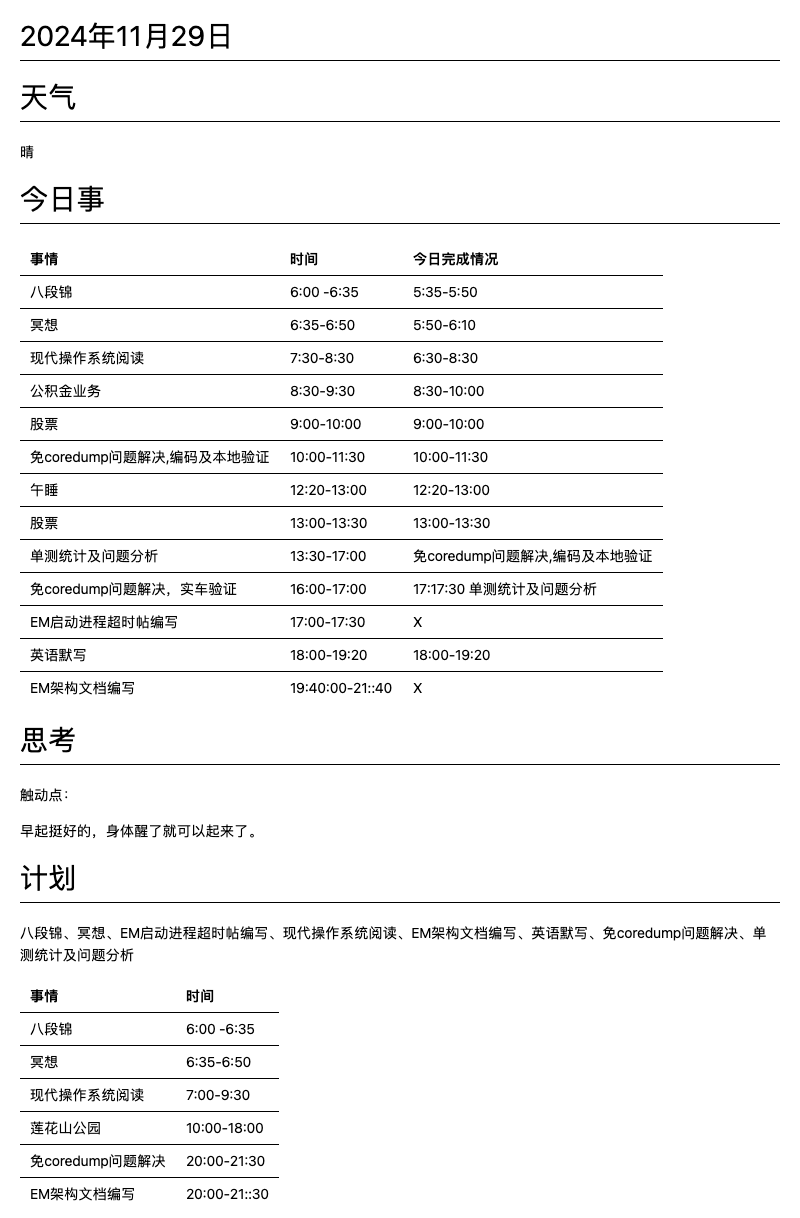 2024年11月29日
天气
晴
今日事
事情 时间 今日完成情况
八段锦 6:00 -6:35 5:35-5:50
冥想 6:35-6:50 5:50-6:10
现代操作系统阅读 7:30-8:30 6:30-8:30
公积金业务 8:30-9:30 8:30-10:00
股票 9:00-10:00 9:00-10:00
免coredump问题解决,编码及本地验证 10:00-11:30 10:00-11:30
午睡 12:20-13:00 12:20-13:00
股票 13:00-13:30 13:00-13:30
单测统计及问题分析 13:30-17:00 免coredump问题解决,编码及本地验证
免coredump问题解决，实车验证 16:00-17:00 17:17:30 单测统计及问题分析
EM启动进程超时帖编写 17:00-17:30 X
英语默写 18:00-19:20 18:00-19:20
EM架构文档编写 19:40:00-21::40 X
思考
触动点：
早起挺好的，身体醒了就可以起来了。
计划
八段锦、冥想、EM启动进程超时帖编写、现代操作系统阅读、EM架构文档编写、英语默写、免coredump问题解决、单
测统计及问题分析
事情 时间
八段锦 6:00 -6:35
冥想 6:35-6:50
现代操作系统阅读 7:00-9:30
莲花山公园 10:00-18:00
免coredump问题解决 20:00-21:30
EM架构文档编写 20:00-21::30